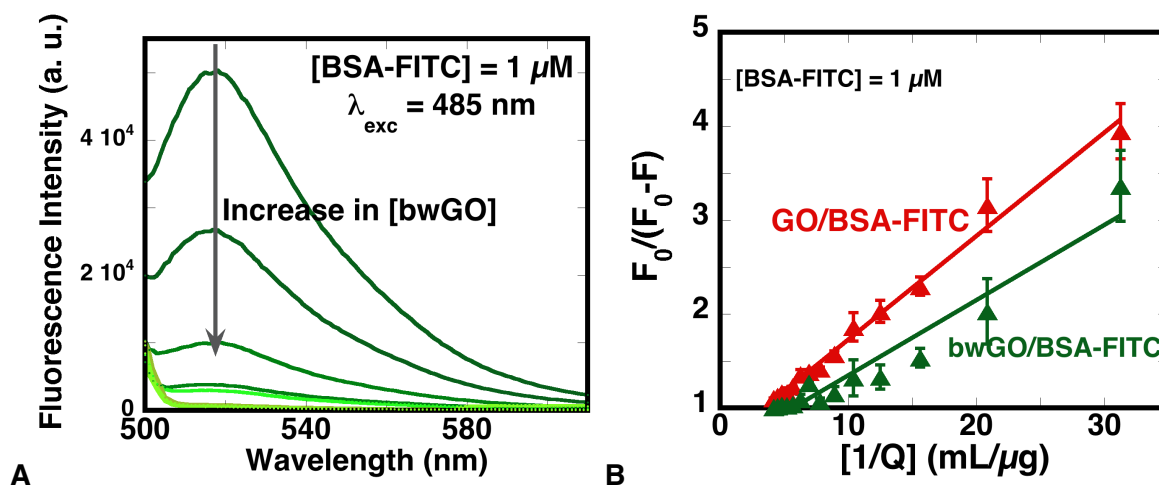 Fluorescence Intensity (a. u.)
4 10⁴
2 10⁴
0
[BSA-FITC] = 1 µM
λexc = 485 nm
Increase in [bwGO]
500
540
580
Wavelength (nm)
A
F₀/(F₀-F)
5
4
3
2
1
[BSA-FITC] = 1 µM
GO/BSA-FITC
bwGO/BSA-FITC
0
10
20
30
[1/Q] (mL/µg)
B